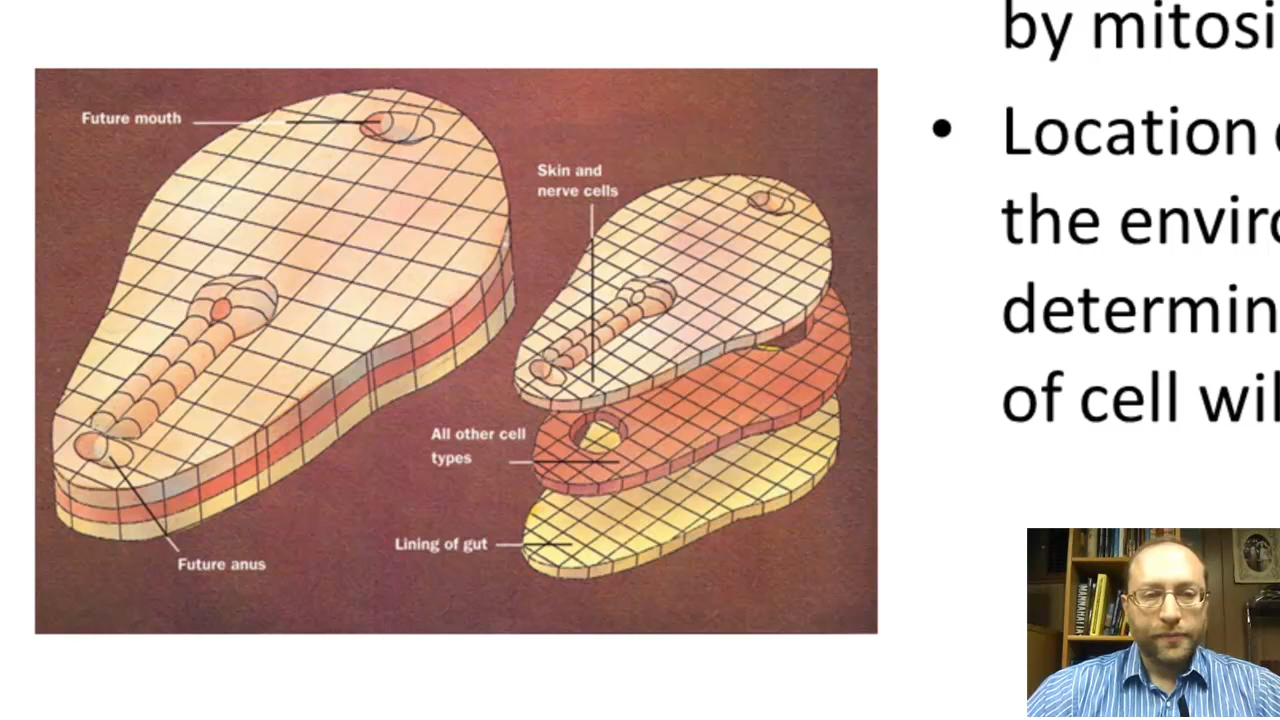 Future mouth
Skin and
nerve cells
All other cell
types
Lining of gut
Future anus
by mitosi
• Location
the enviro
determin
of cell wil
MANNAHATTA